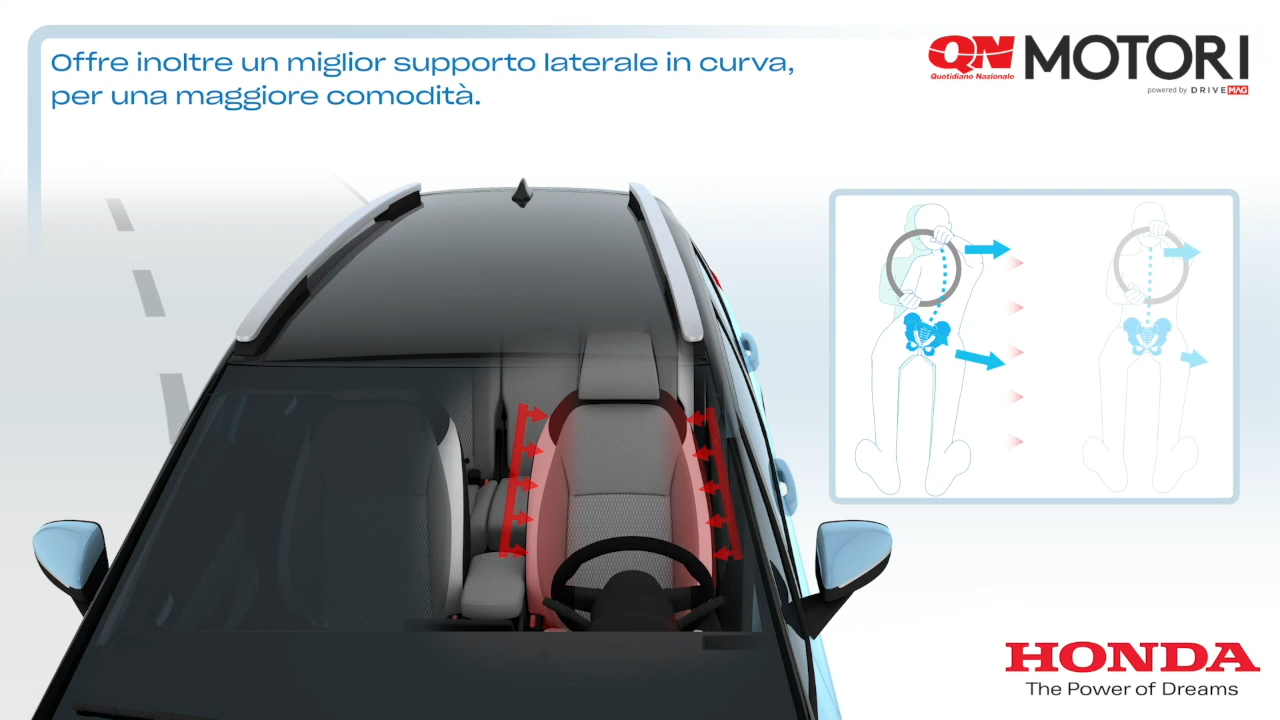 Offre inoltre un miglior supporto laterale in curva,
per una maggiore comodità.
QN MOTORI
Quotidiano Nazionale
powered by DRIVEMAG
HONDA
The Power of Dreams